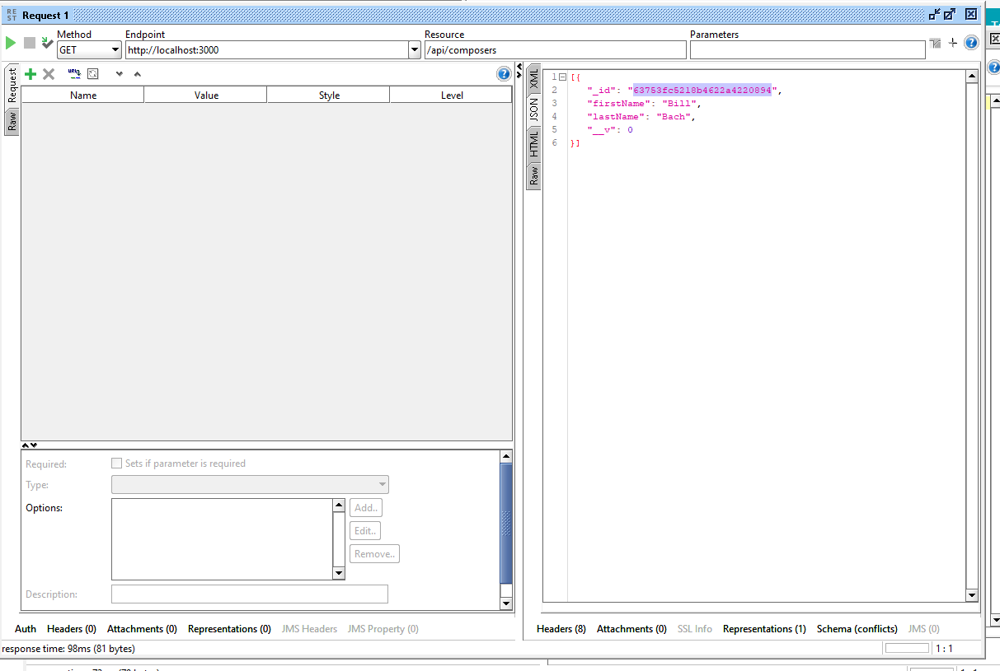 RE
ST Request 1
Method Endpoint Resource Parameters
GET http://localhost:3000 /api/composers
Request
Raw
Name Value Style Level
Required: Sets if parameter is required
Type:
Options: Add..
Edit..
Remove..
Description:
Auth Headers (0) Attachments (0) Representations (0) JMS Headers JMS Property (0)
XML
JSON
HTML
Raw
1 [{
2 "_id": "63753fc5218b4622a4220894",
3 "firstName": "Bill",
4 "lastName": "Bach",
5 "__v": 0
6 }]
Headers (8) Attachments (0) SSL Info Representations (1) Schema (conflicts) JMS (0)
response time: 98ms (81 bytes) 1 : 1